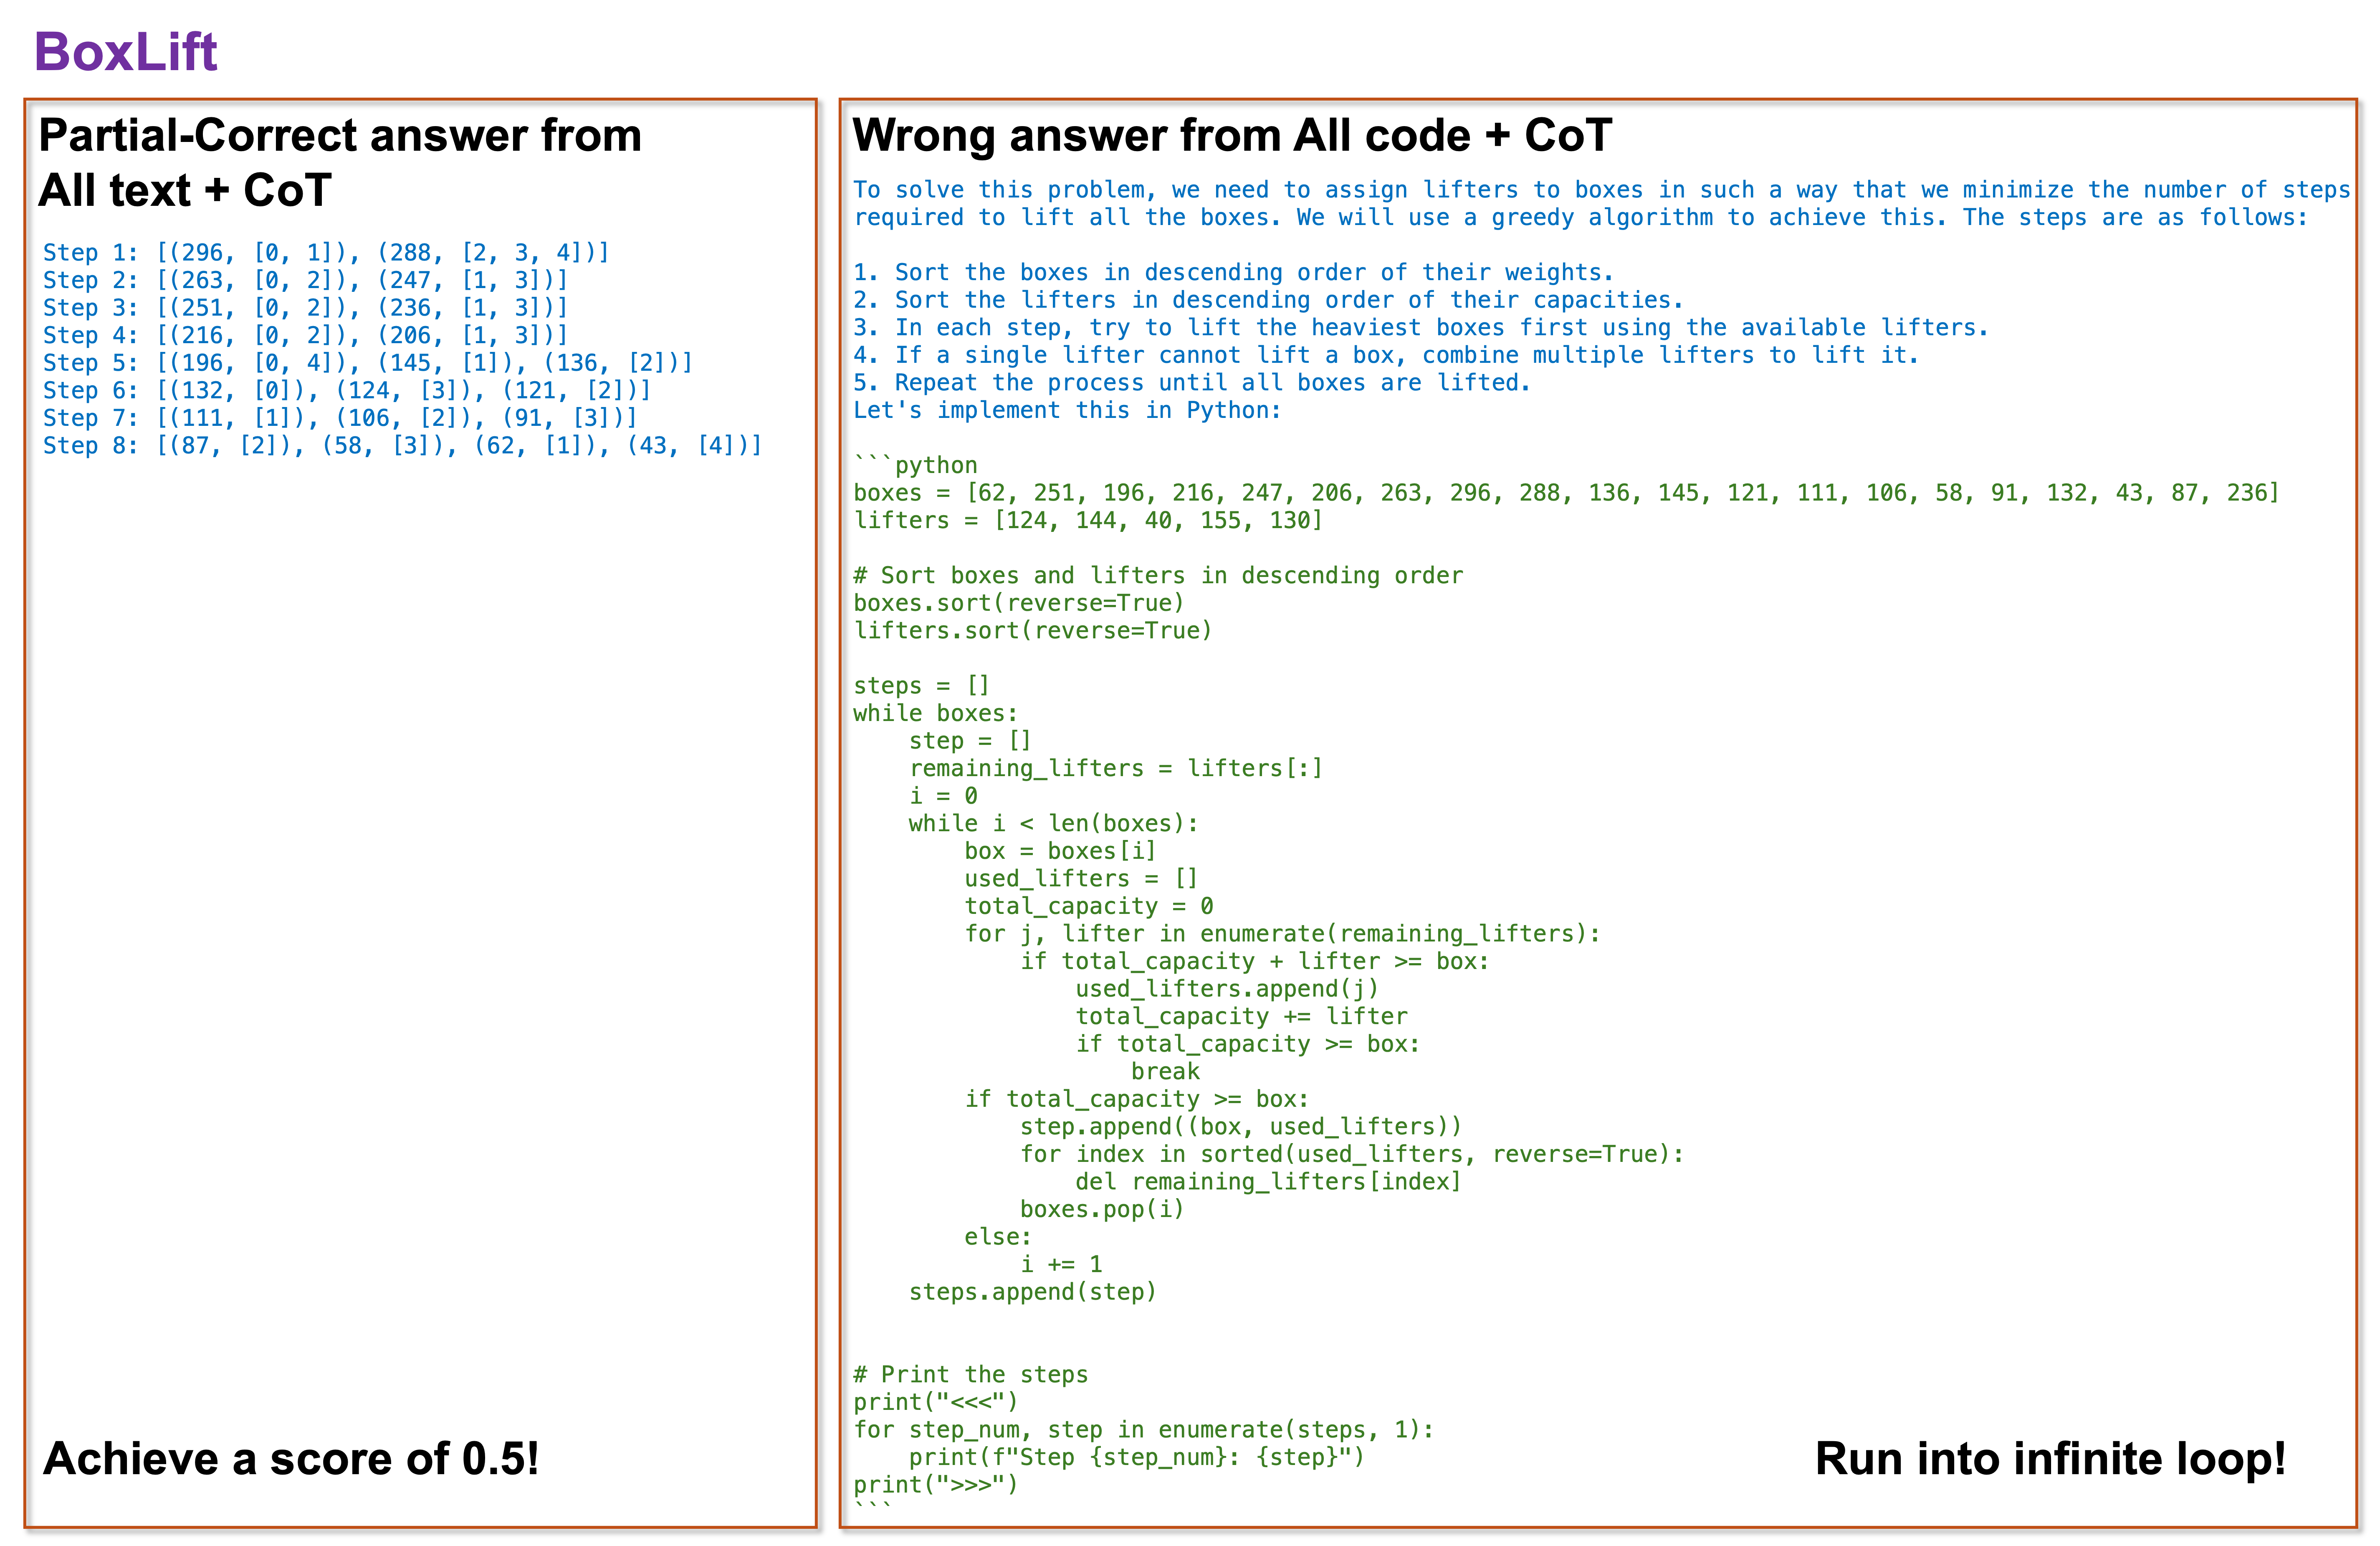 BoxLift
Partial-Correct answer from
All text + CoT
Step 1: [(296, [0, 1]), (288, [2, 3, 4])]
Step 2: [(263, [0, 2]), (247, [1, 3])]
Step 3: [(251, [0, 2]), (236, [1, 3])]
Step 4: [(216, [0, 2]), (206, [1, 3])]
Step 5: [(196, [0, 4]), (145, [1]), (136, [2])]
Step 6: [(132, [0]), (124, [3]), (121, [2])]
Step 7: [(111, [1]), (106, [2]), (91, [3])]
Step 8: [(87, [2]), (58, [3]), (62, [1]), (43, [4])]
Achieve a score of 0.5!
Wrong answer from All code + CoT
To solve this problem, we need to assign lifters to boxes in such a way that we minimize the number of steps
required to lift all the boxes. We will use a greedy algorithm to achieve this. The steps are as follows:
1. Sort the boxes in descending order of their weights.
2. Sort the lifters in descending order of their capacities.
3. In each step, try to lift the heaviest boxes first using the available lifters.
4. If a single lifter cannot lift a box, combine multiple lifters to lift it.
5. Repeat the process until all boxes are lifted.
Let's implement this in Python:
```python
boxes = [62, 251, 196, 216, 247, 206, 263, 296, 288, 136, 145, 121, 111, 106, 58, 91, 132, 43, 87, 236]
lifters = [124, 144, 40, 155, 130]
# Sort boxes and lifters in descending order
boxes.sort(reverse=True)
lifters.sort(reverse=True)
steps = []
while boxes:
    step = []
    remaining_lifters = lifters[:]
    i = 0
    while i < len(boxes):
        box = boxes[i]
        used_lifters = []
        total_capacity = 0
        for j, lifter in enumerate(remaining_lifters):
            if total_capacity + lifter >= box:
                used_lifters.append(j)
                total_capacity += lifter
                if total_capacity >= box:
                    break
        if total_capacity >= box:
            step.append((box, used_lifters))
            for index in sorted(used_lifters, reverse=True):
                del remaining_lifters[index]
            boxes.pop(i)
        else:
            i += 1
    steps.append(step)
# Print the steps
print("<<<")
for step_num, step in enumerate(steps, 1):
    print(f"Step {step_num}: {step}")
print(">>>")
```
Run into infinite loop!